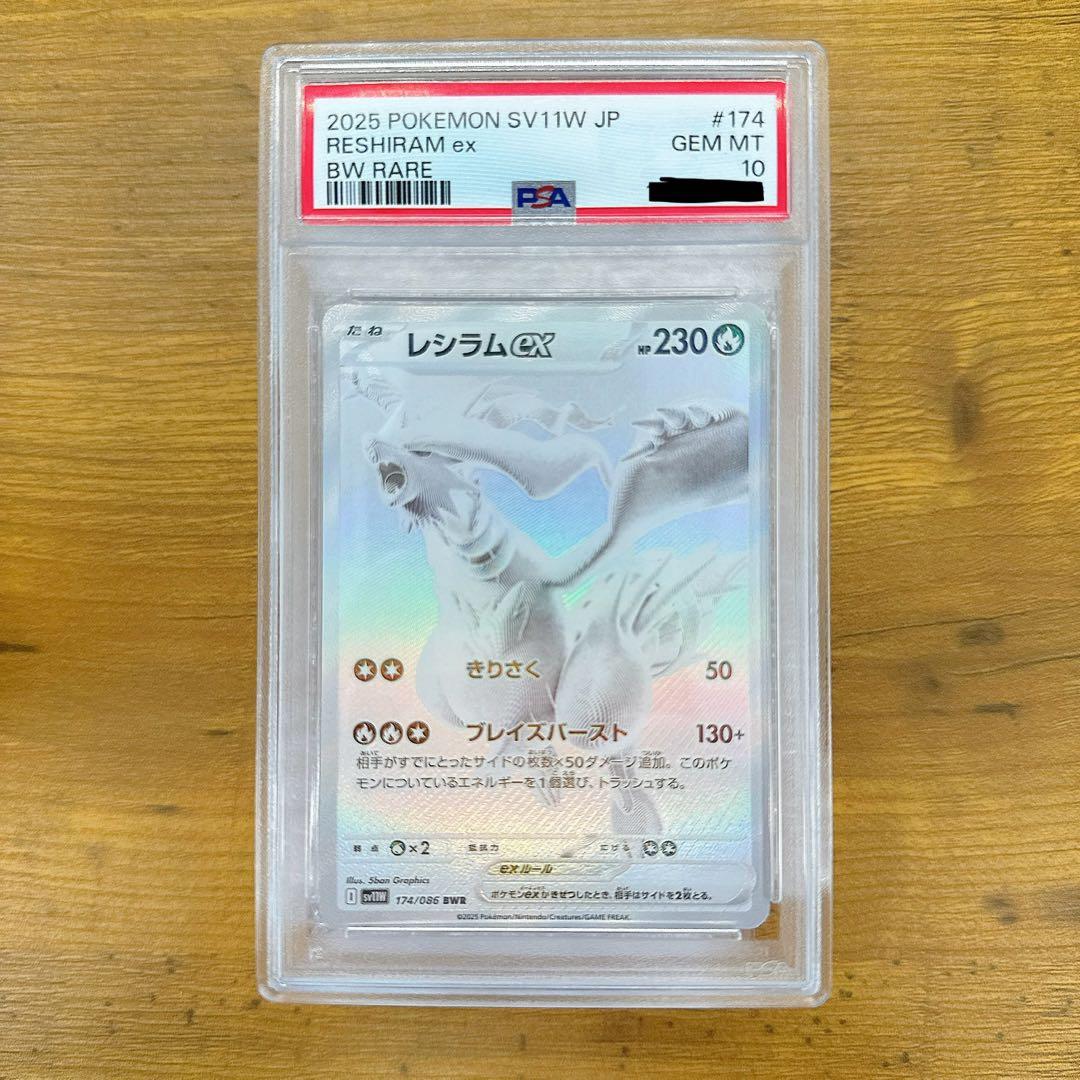 2025 POKEMON SV11W JP #174
RESHIRAM ex GEM MT
BW RARE 10
PSA
たね レシラムex HP 230
きりさく 50
ブレイズバースト 130+
相手がすでにとったサイドの枚数×50ダメージ追加。このポケ
モンについているエネルギーを1個選び、トラッシュする。
弱点 ×2 抵抗力 にげる
exルール
ポケモンexがきぜつしたとき、相手はサイドを2枚とる。
Illus. 5ban Graphics
I sv11W 174/086 BWR
©2025 Pokémon/Nintendo/Creatures/GAME FREAK.
PSA